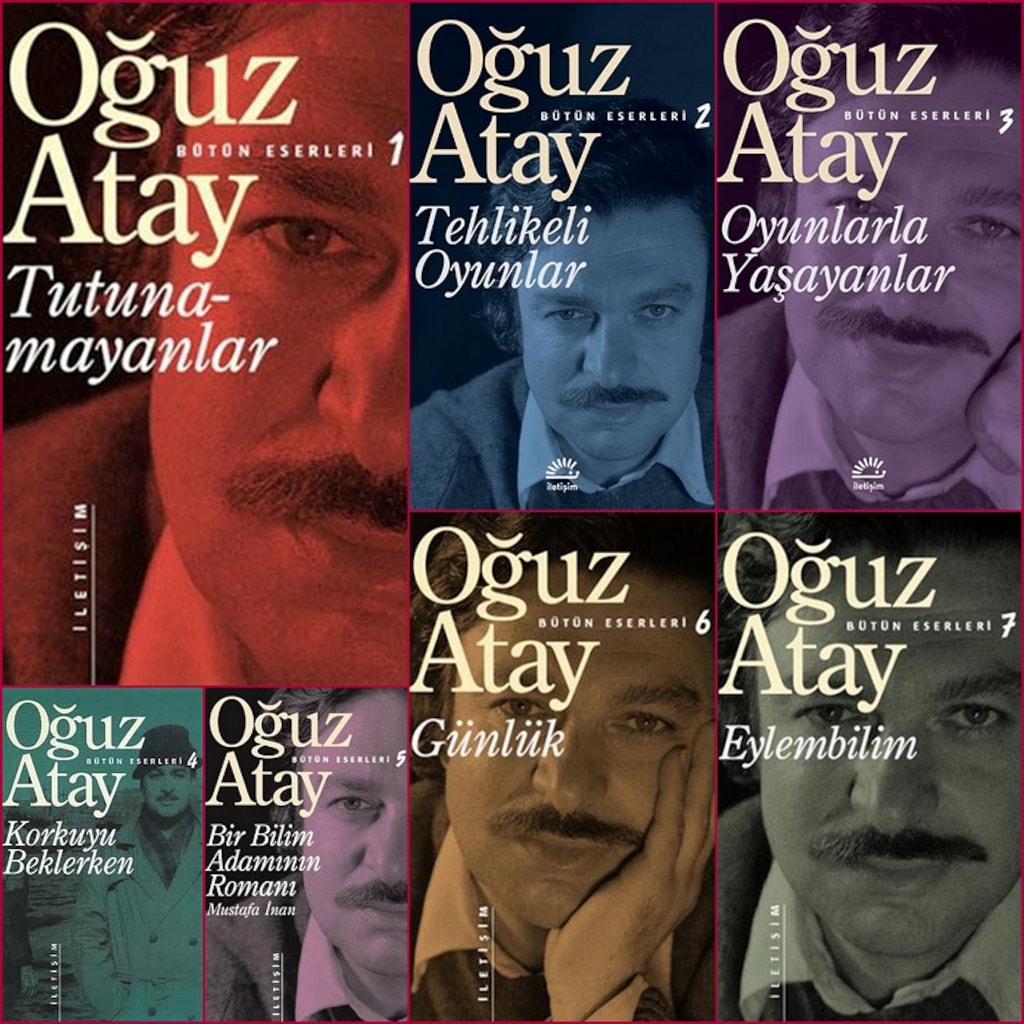 Oğuz
BÜTÜN ESERLERİ 1
Atay
Tutuna-
mayanlar
İLETİŞİM
Oğuz
BÜTÜN ESERLERİ 2
Atay
Tehlikeli
Oyunlar
iletişim
Oğuz
BÜTÜN ESERLERİ 3
Atay
Oyunlarla
Yaşayanlar
iletişim
Oğuz
BÜTÜN ESERLERİ 4
Atay
Korkuyu
Beklerken
İLETİŞİM
Oğuz
BÜTÜN ESERLERİ 5
Atay
Bir Bilim
Adamının
Romanı
Mustafa İnan
İLETİŞİM
Oğuz
BÜTÜN ESERLERİ 6
Atay
Günlük
İLETİŞİM
Oğuz
BÜTÜN ESERLERİ 7
Atay
Eylembilim
İLETİŞİM